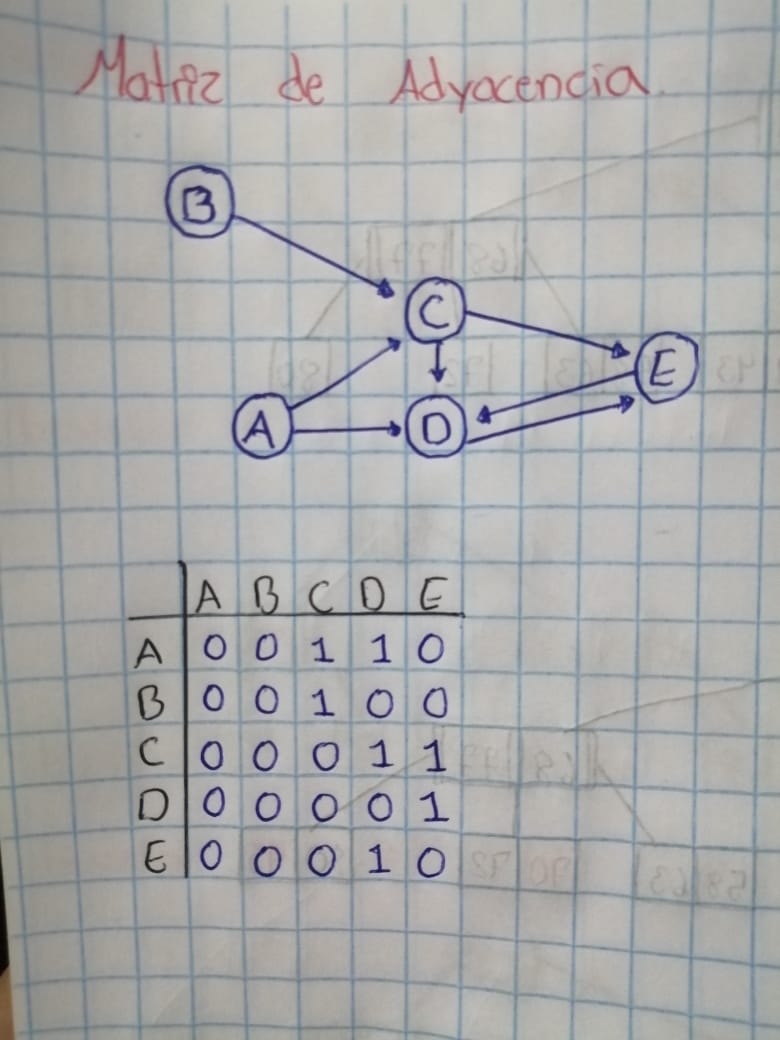 Matriz de Adyacencia
B
C
E
A
D
A B C D E
A 0 0 1 1 0
B 0 0 1 0 0
C 0 0 0 1 1
D 0 0 0 0 1
E 0 0 0 1 0